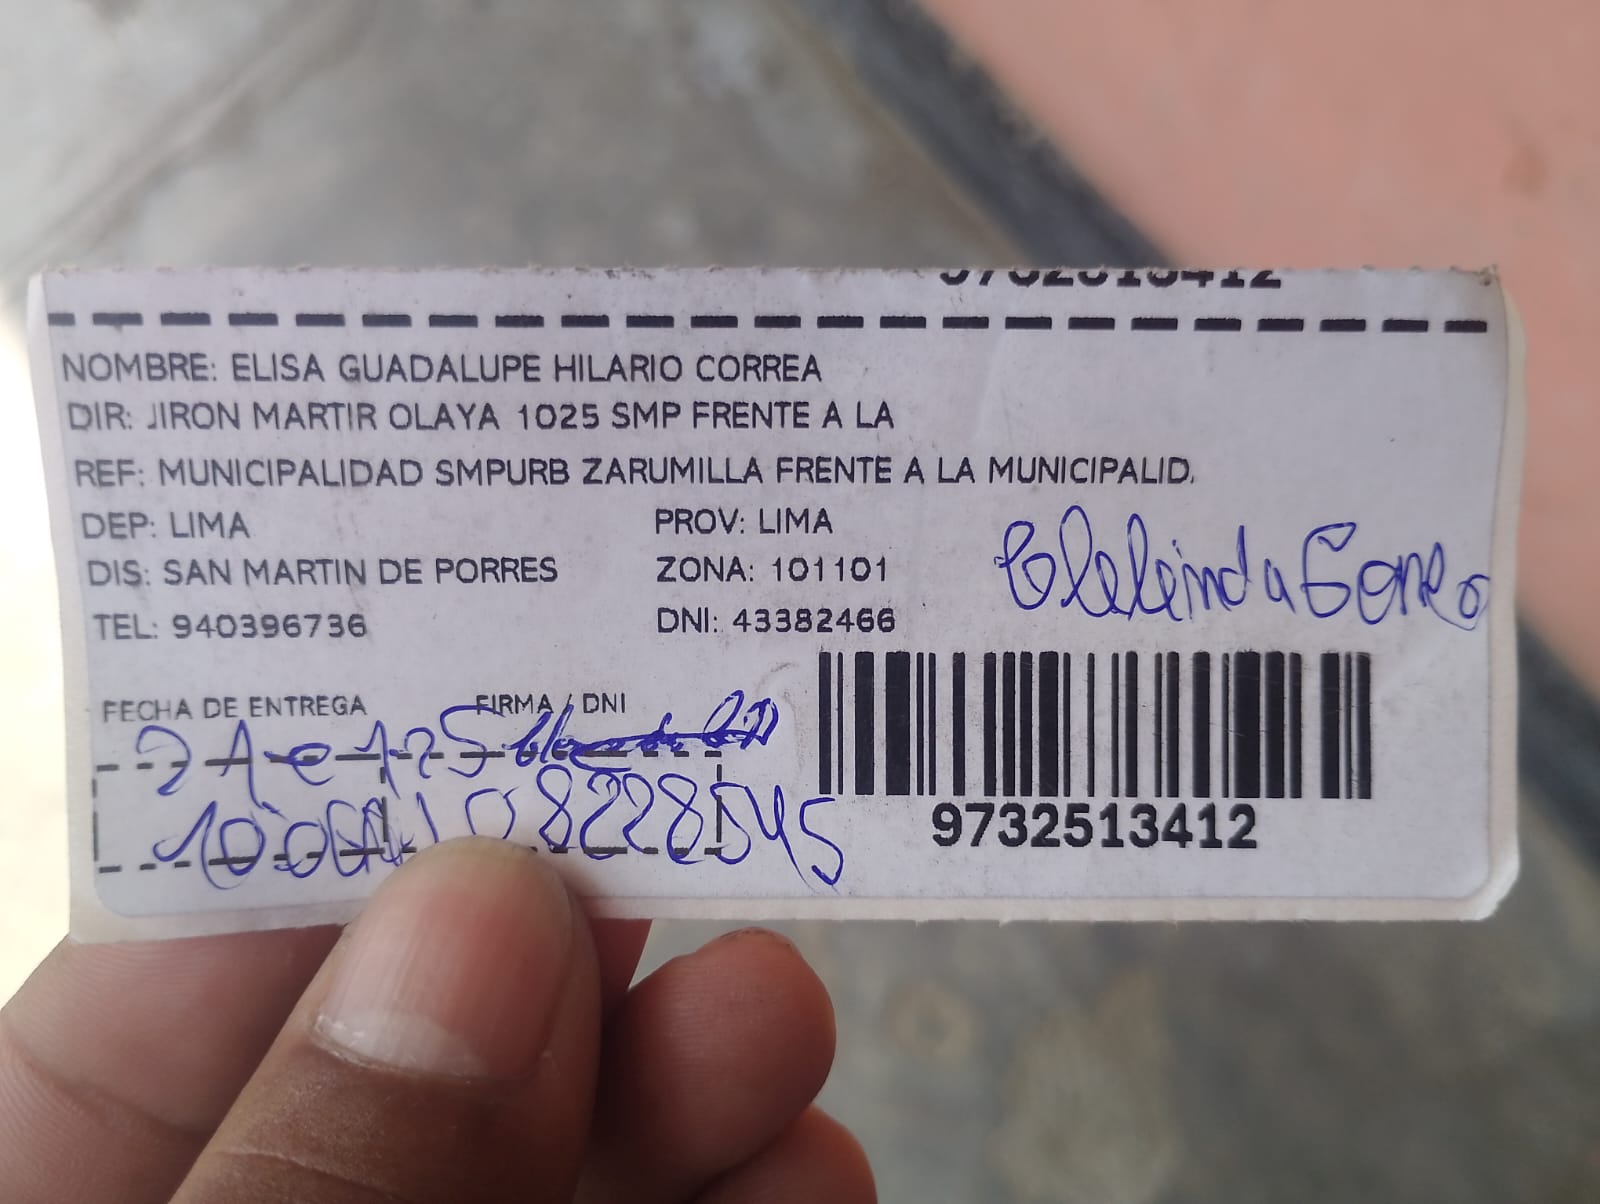 9732513412
NOMBRE: ELISA GUADALUPE HILARIO CORREA
DIR: JIRON MARTIR OLAYA 1025 SMP FRENTE A LA
REF: MUNICIPALIDAD SMPURB ZARUMILLA FRENTE A LA MUNICIPALID.
DEP: LIMA PROV: LIMA
DIS: SAN MARTIN DE PORRES ZONA: 101101
TEL: 940396736 DNI: 43382466
FECHA DE ENTREGA FIRMA / DNI
08228545
9732513412